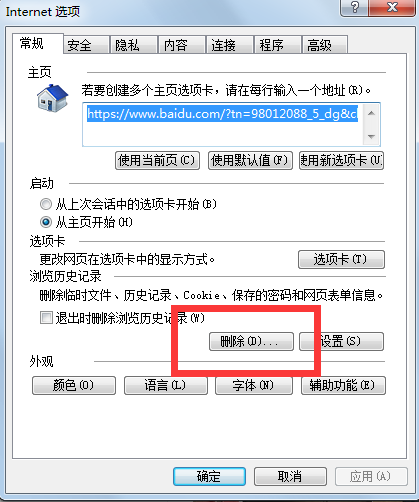 Internet 选项
常规 安全 隐私 内容 连接 程序 高级
主页
若要创建多个主页选项卡，请在每行输入一个地址(R)。
https://www.baidu.com/?tn=98012088_5_dg&c
使用当前页(C) 使用默认值(F) 使用新选项卡(U)
启动
从上次会话中的选项卡开始(B)
从主页开始(H)
选项卡
更改网页在选项卡中的显示方式。 选项卡(T)
浏览历史记录
删除临时文件、历史记录、Cookie、保存的密码和网页表单信息。
退出时删除浏览历史记录(W)
删除(D)... 设置(S)
外观
颜色(O) 语言(L) 字体(N) 辅助功能(E)
确定 取消 应用(A)